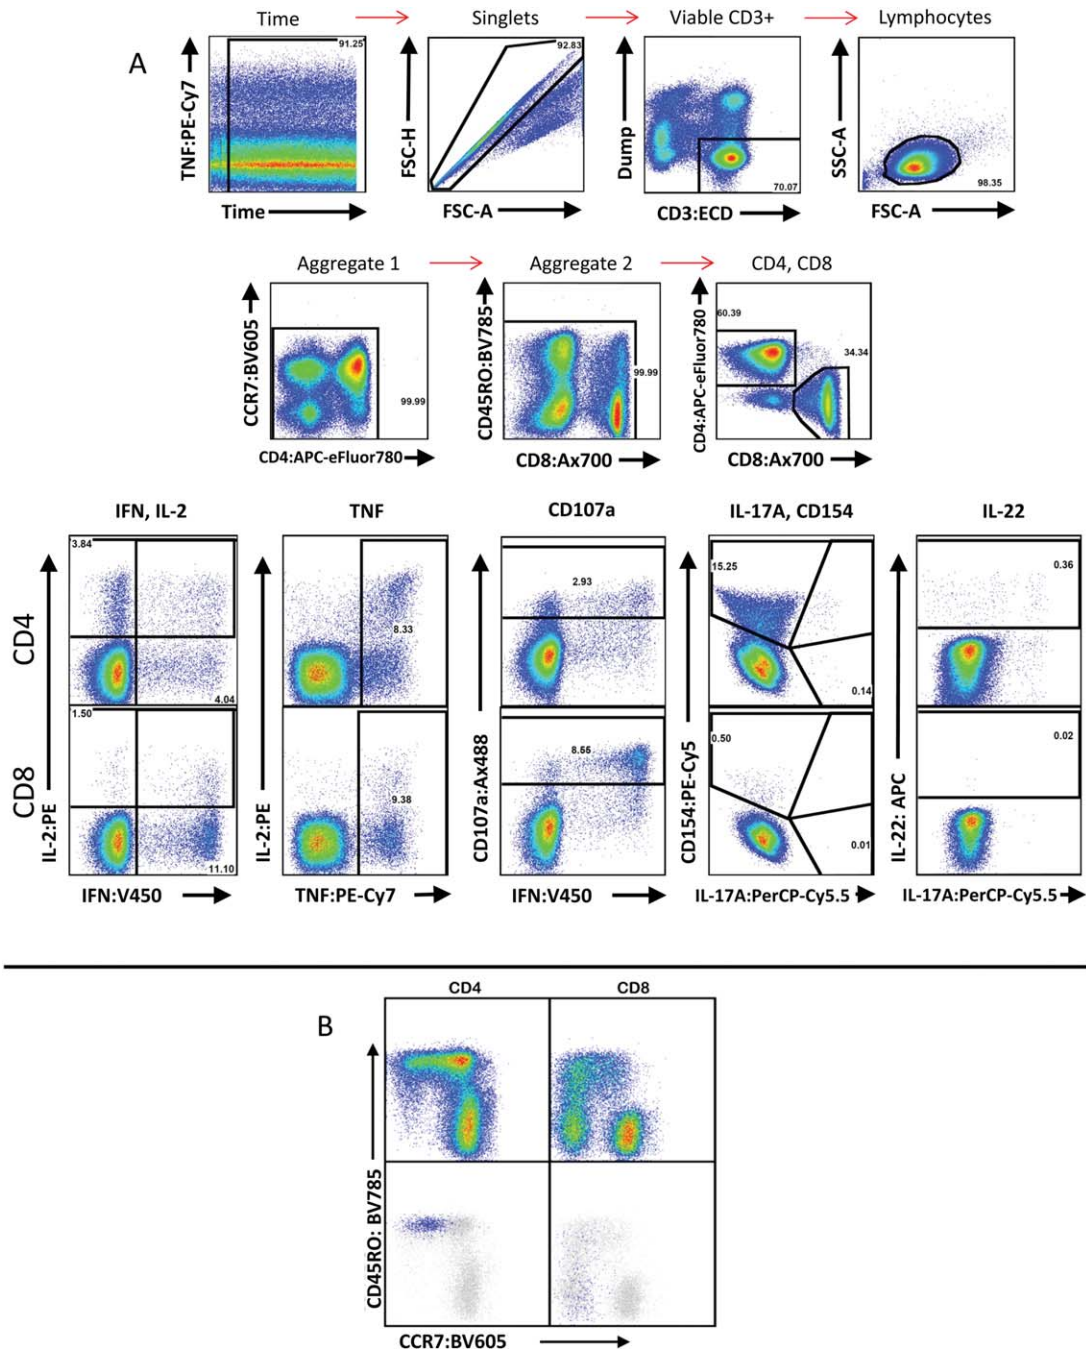 Time Singlets Viable CD3+ Lymphocytes
A
91.25 92.83 70.07 98.35
TNF:PE-Cy7 FSC-H Dump SSC-A
Time FSC-A CD3:ECD FSC-A
Aggregate 1 Aggregate 2 CD4, CD8
99.99 99.99 60.39 34.34
CCR7:BV605 CD45RO:BV785 CD4:APC-eFluor780
CD4:APC-eFluor780 CD8:Ax700 CD8:Ax700
IFN, IL-2 TNF CD107a IL-17A, CD154 IL-22
CD4
3.84 4.04 8.33 2.93 15.25 0.14 0.36
CD8
1.50 11.10 9.38 8.55 0.50 0.01 0.02
IL-2:PE IL-2:PE CD107a:Ax488 CD154:PE-Cy5 IL-22: APC
IFN:V450 TNF:PE-Cy7 IFN:V450 IL-17A:PerCP-Cy5.5 IL-17A:PerCP-Cy5.5
B
CD4 CD8
CD45RO: BV785
CCR7:BV605